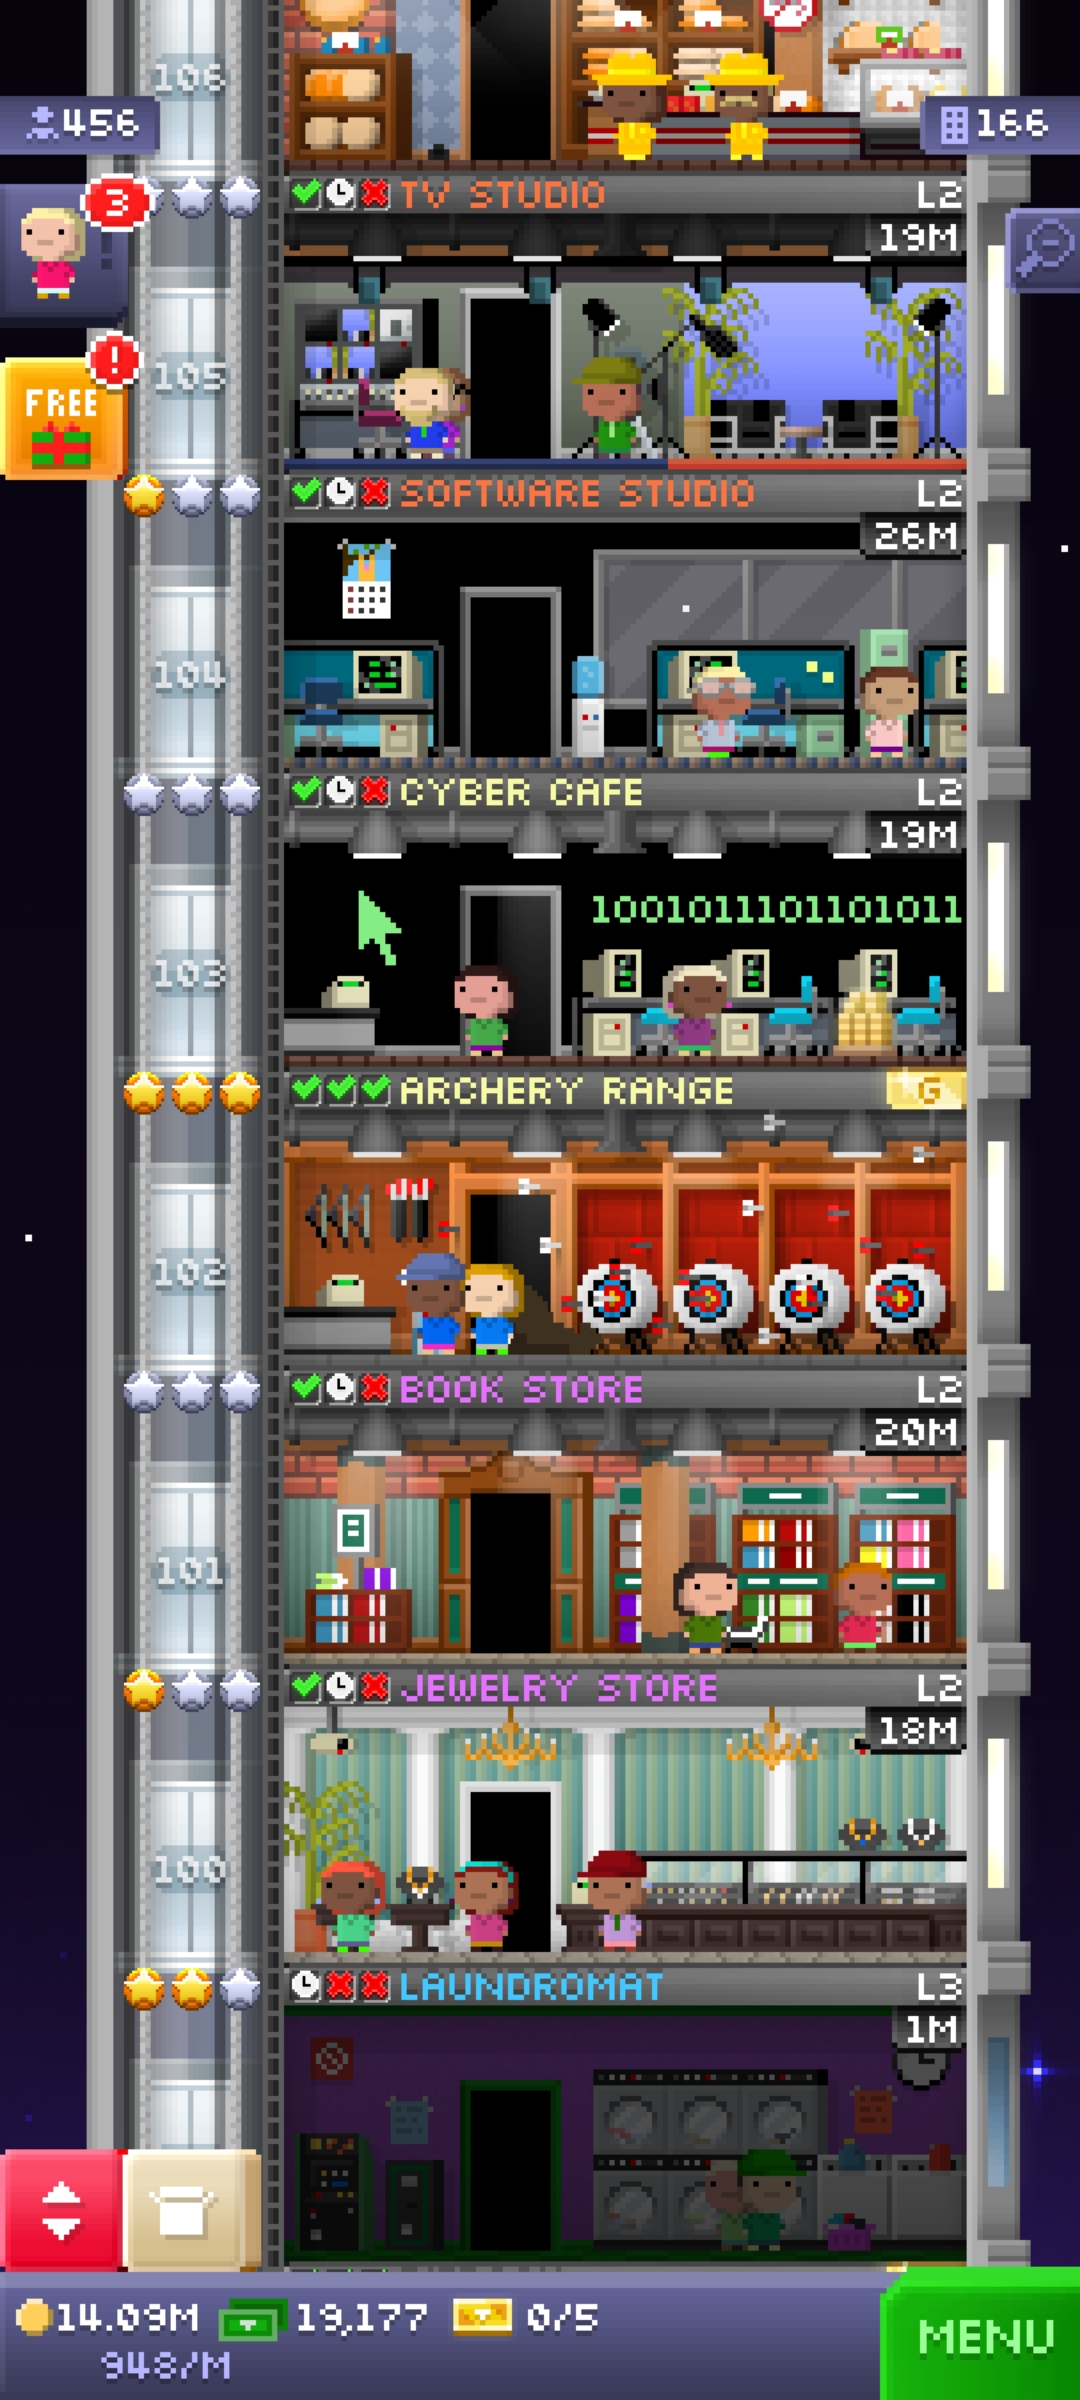 106
456
166
3
TV STUDIO
L2
19M
!
FREE
105
SOFTWARE STUDIO
L2
26M
104
CYBER CAFE
L2
19M
1001011101101011
103
ARCHERY RANGE
G
102
BOOK STORE
L2
20M
101
JEWELRY STORE
L2
18M
100
LAUNDROMAT
L3
1M
14.09M
19,177
0/5
948/M
MENU